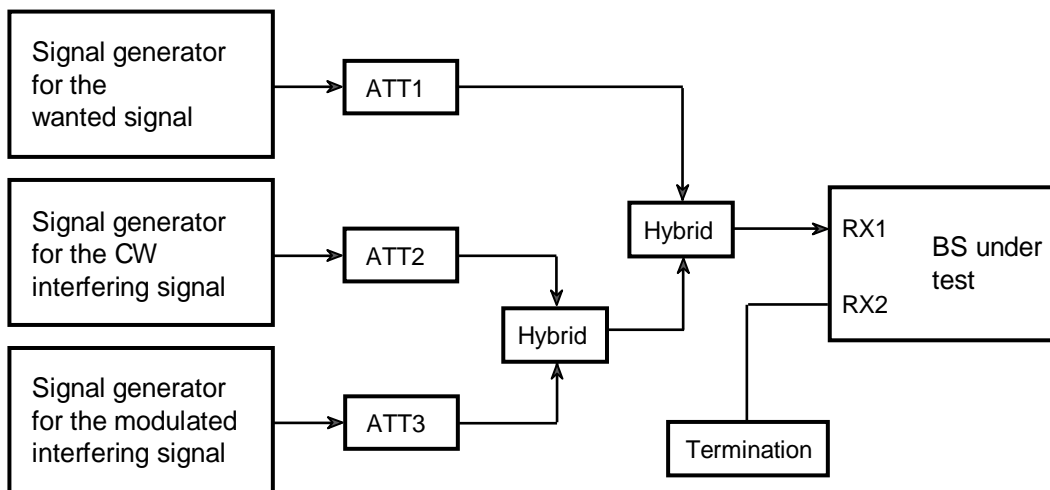 Signal generator
for the
wanted signal
ATT1
Signal generator
for the CW
interfering signal
ATT2
Hybrid
Hybrid
Signal generator
for the modulated
interfering signal
ATT3
RX1
BS under
test
RX2
Termination